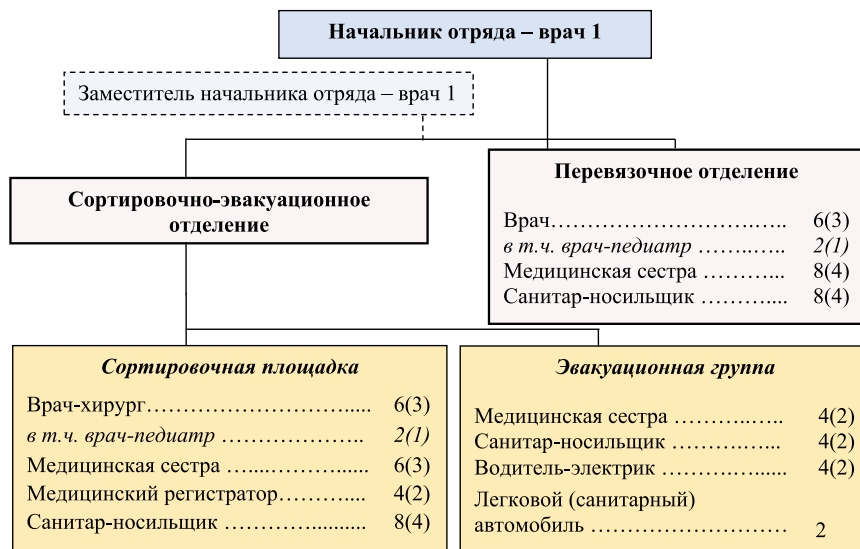 Начальник отряда – врач 1
Заместитель начальника отряда – врач 1
Сортировочно-эвакуационное
отделение
Перевязочное отделение
Врач……………………….….. 6(3)
в т.ч. врач-педиатр …….….. 2(1)
Медицинская сестра ………... 8(4)
Санитар-носильщик ……….... 8(4)
Сортировочная площадка
Врач-хирург……………………...... 6(3)
в т.ч. врач-педиатр ……………….. 2(1)
Медицинская сестра ....………….... 6(3)
Медицинский регистратор……….... 4(2)
Санитар-носильщик ………........... 8(4)
Эвакуационная группа
Медицинская сестра ……….….. 4(2)
Санитар-носильщик …………... 4(2)
Водитель-электрик …….…...... 4(2)
Легковой (санитарный)
автомобиль …………………… 2